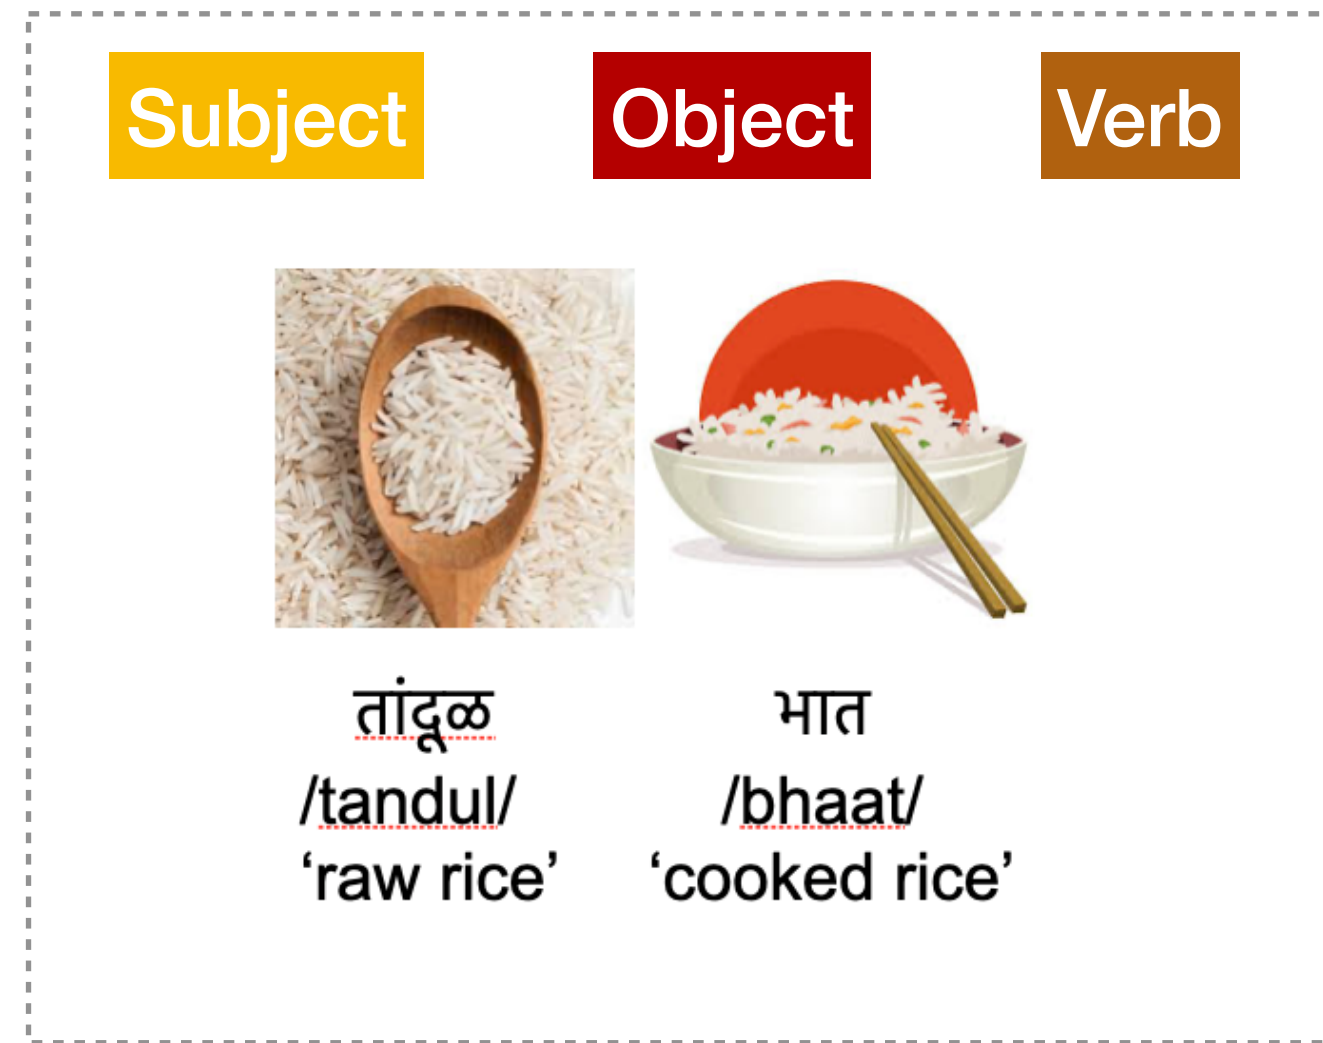 Subject Object Verb
तांदूळ भात
/tandul/ /bhaat/
‘raw rice’ ‘cooked rice’